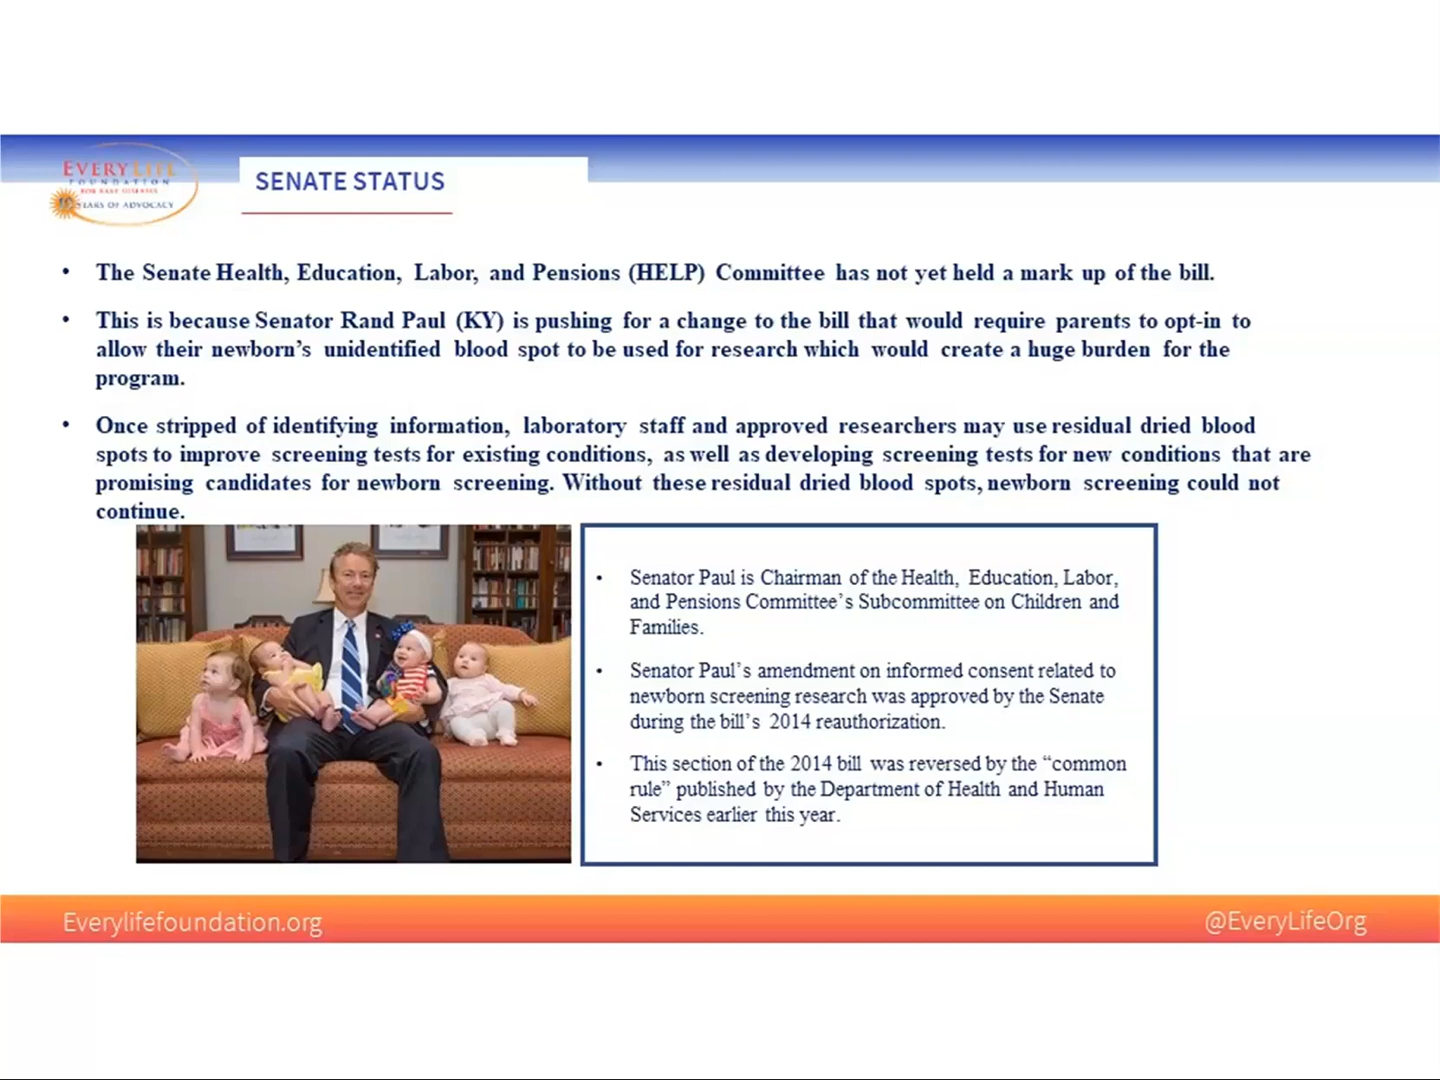 EVERYLIFE
FOUNDATION
FOR RARE DISEASES
YEARS OF ADVOCACY
SENATE STATUS
• The Senate Health, Education, Labor, and Pensions (HELP) Committee has not yet held a mark up of the bill.
• This is because Senator Rand Paul (KY) is pushing for a change to the bill that would require parents to opt-in to
allow their newborn’s unidentified blood spot to be used for research which would create a huge burden for the
program.
• Once stripped of identifying information, laboratory staff and approved researchers may use residual dried blood
spots to improve screening tests for existing conditions, as well as developing screening tests for new conditions that are
promising candidates for newborn screening. Without these residual dried blood spots, newborn screening could not
continue.
• Senator Paul is Chairman of the Health, Education, Labor,
and Pensions Committee’s Subcommittee on Children and
Families.
• Senator Paul’s amendment on informed consent related to
newborn screening research was approved by the Senate
during the bill’s 2014 reauthorization.
• This section of the 2014 bill was reversed by the “common
rule” published by the Department of Health and Human
Services earlier this year.
Everylifefoundation.org
@EveryLifeOrg